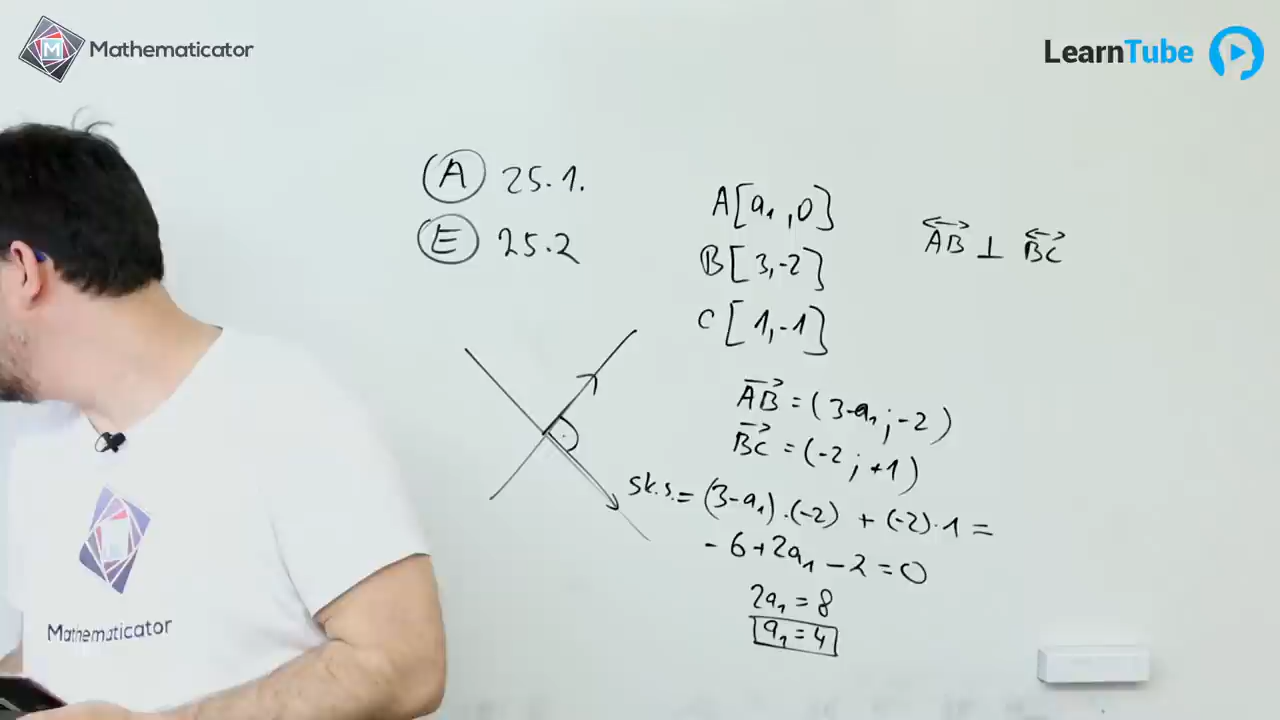 Mathematicator
LearnTube
A 25.1.
E 25.2
A[a₁, 0]
B[3, -2]
C[1, -1]
AB ⊥ BC
AB = (3-a₁; -2)
BC = (-2; +1)
sk.s. = (3-a₁)·(-2) + (-2)·1 =
-6+2a₁-2=0
2a₁=8
a₁=4
M
Mathematicator